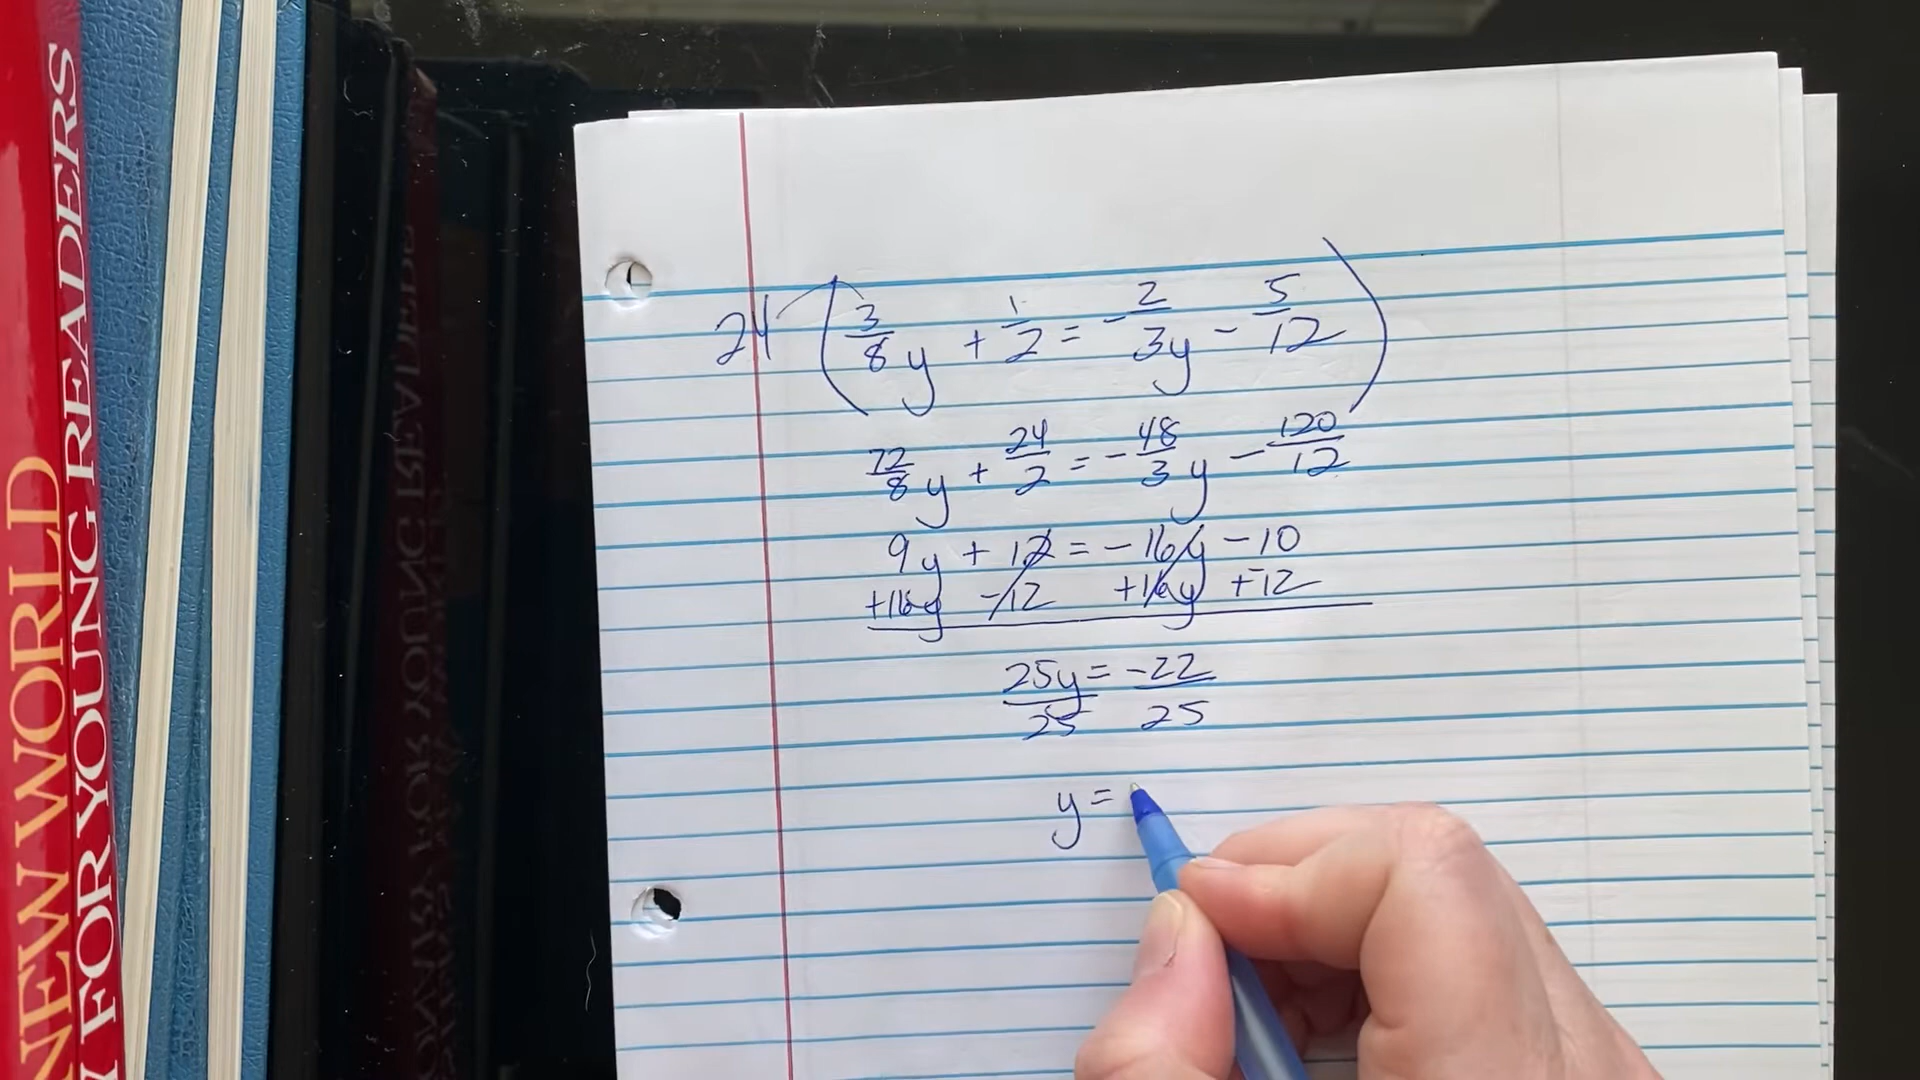 NEW WORLD
FOR YOUNG READERS
24 ( 3/8 y + 1/2 = - 2/3y - 5/12 )
72/8 y + 24/2 = - 48/3 y - 120/12
9y + 12 = - 16y - 10
+16y - 12 +16y + -12
25y = -22
25 25
y =